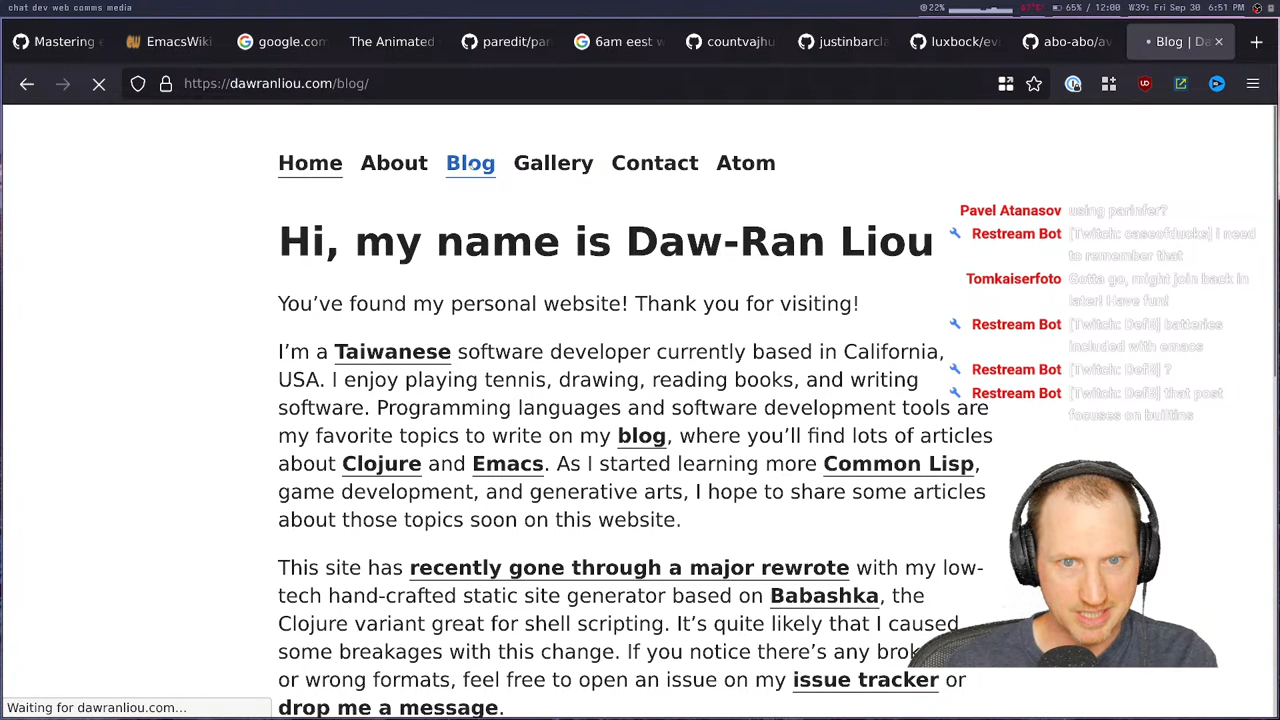 chat dev web comms media
22%
67°C
65% / 12:00
W39: Fri Sep 30
6:51 PM
Mastering e
EmacsWiki
google.com
The Animated
paredit/par
6am eest w
countvajhu
justinbarcla
luxbock/ev
abo-abo/av
Blog | Da
https://dawranliou.com/blog/
Home About Blog Gallery Contact Atom
Hi, my name is Daw-Ran Liou
You’ve found my personal website! Thank you for visiting!
I’m a Taiwanese software developer currently based in California,
USA. I enjoy playing tennis, drawing, reading books, and writing
software. Programming languages and software development tools are
my favorite topics to write on my blog, where you’ll find lots of articles
about Clojure and Emacs. As I started learning more Common Lisp,
game development, and generative arts, I hope to share some articles
about those topics soon on this website.
This site has recently gone through a major rewrote with my low-
tech hand-crafted static site generator based on Babashka, the
Clojure variant great for shell scripting. It’s quite likely that I caused
some breakages with this change. If you notice there’s any brok
or wrong formats, feel free to open an issue on my issue tracker or
drop me a message.
Pavel Atanasov using parinfer?
Restream Bot [Twitch: caseofducks] I need
to remember that
Tomkaiserfoto Gotta go, might join back in
later! Have fun!
Restream Bot [Twitch: Def3] batteries
included with emacs
Restream Bot [Twitch: Def3] ?
Restream Bot [Twitch: Def3] that post
focuses on builtins
Waiting for dawranliou.com...